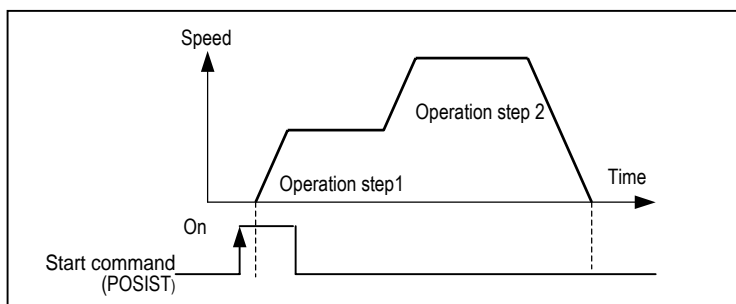 Speed
Operation step 2
Operation step1
Time
On
Start command
(POSIST)